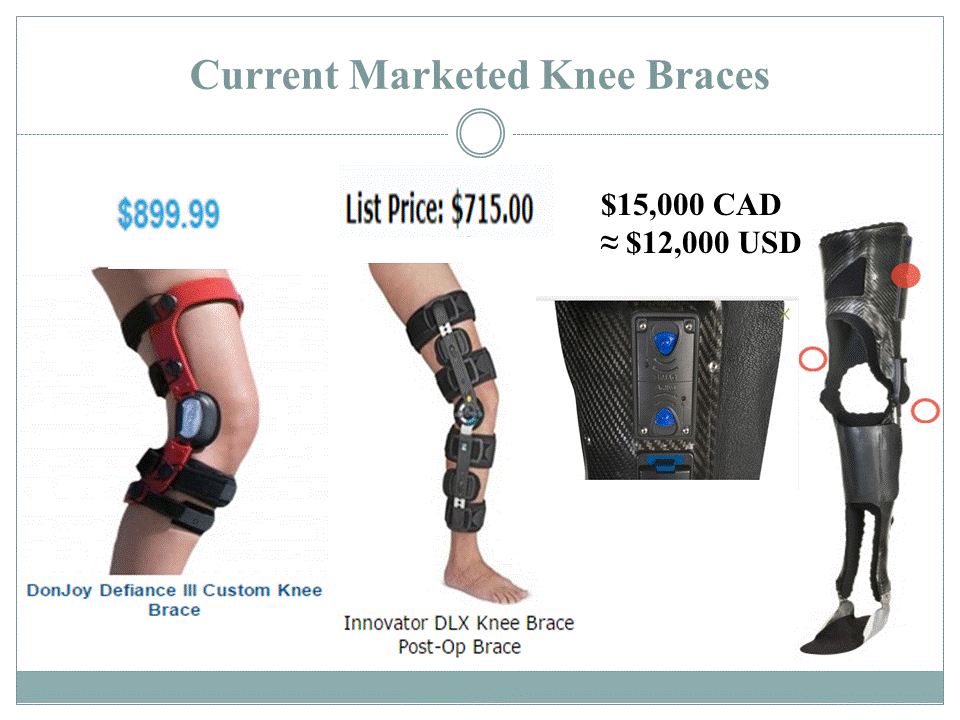 Current Marketed Knee Braces
$899.99
List Price: $715.00
$15,000 CAD
≈ $12,000 USD
DonJoy Defiance III Custom Knee
Brace
Innovator DLX Knee Brace
Post-Op Brace